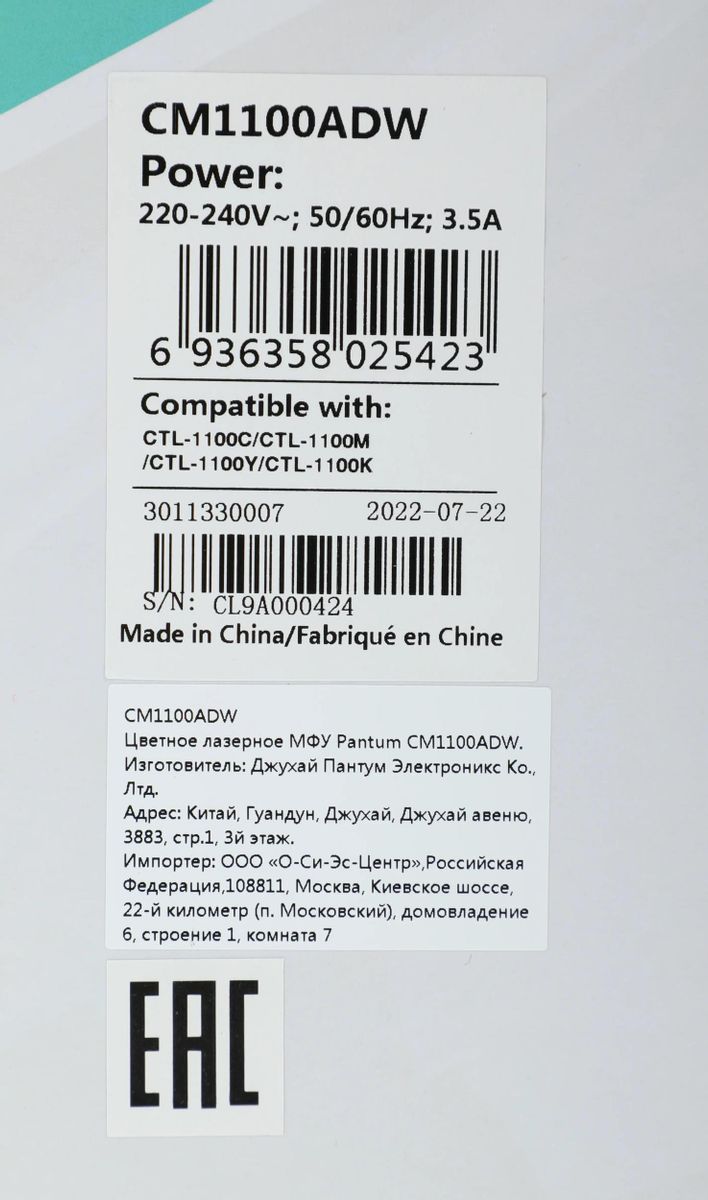 CM1100ADW
Power:
220-240V~; 50/60Hz; 3.5A
6 936358 025423
Compatible with:
CTL-1100C/CTL-1100M
/CTL-1100Y/CTL-1100K
3011330007 2022-07-22
S/N: CL9A000424
Made in China/Fabriqué en Chine
CM1100ADW
Цветное лазерное МФУ Pantum CM1100ADW.
Изготовитель: Джухай Пантум Электроникс Ко.,
Лтд.
Адрес: Китай, Гуандун, Джухай, Джухай авеню,
3883, стр.1, 3й этаж.
Импортер: ООО «О-Си-Эс-Центр»,Российская
Федерация,108811, Москва, Киевское шоссе,
22-й километр (п. Московский), домовладение
6, строение 1, комната 7
EAC